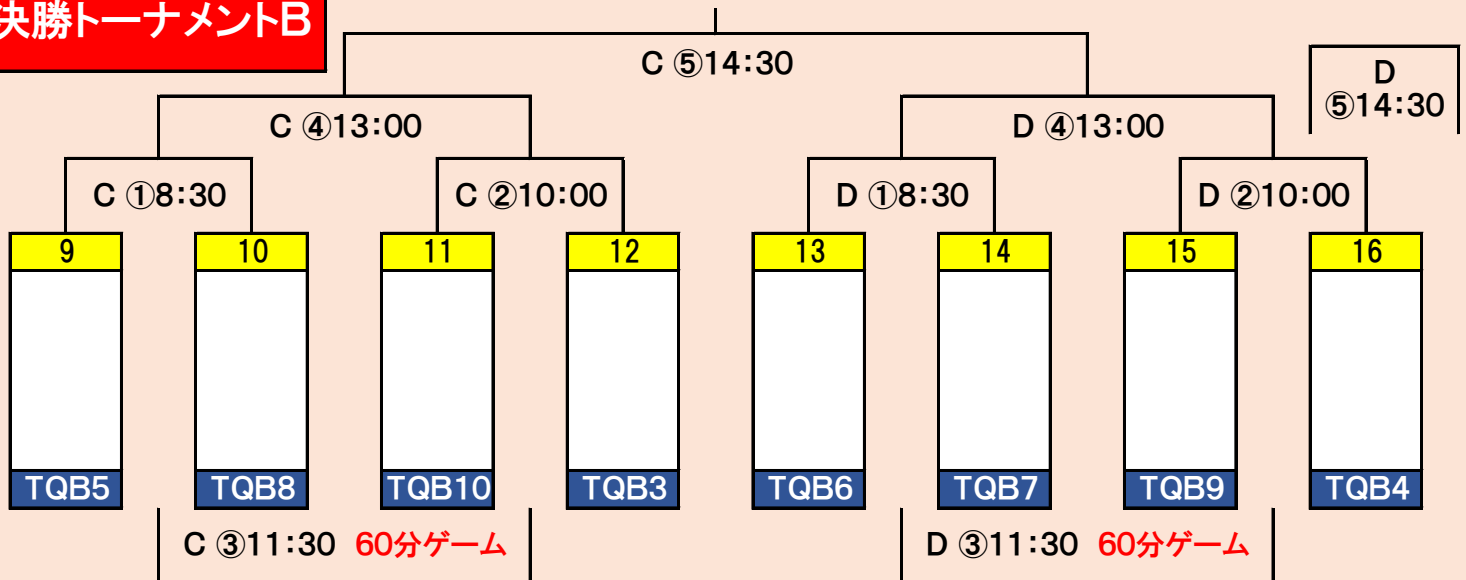 決勝トーナメントB
C ⑤14:30
D
⑤14:30
C ④13:00
D ④13:00
C ①8:30
C ②10:00
D ①8:30
D ②10:00
9
10
11
12
13
14
15
16
TQB5
TQB8
TQB10
TQB3
TQB6
TQB7
TQB9
TQB4
C ③11:30 60分ゲーム
D ③11:30 60分ゲーム